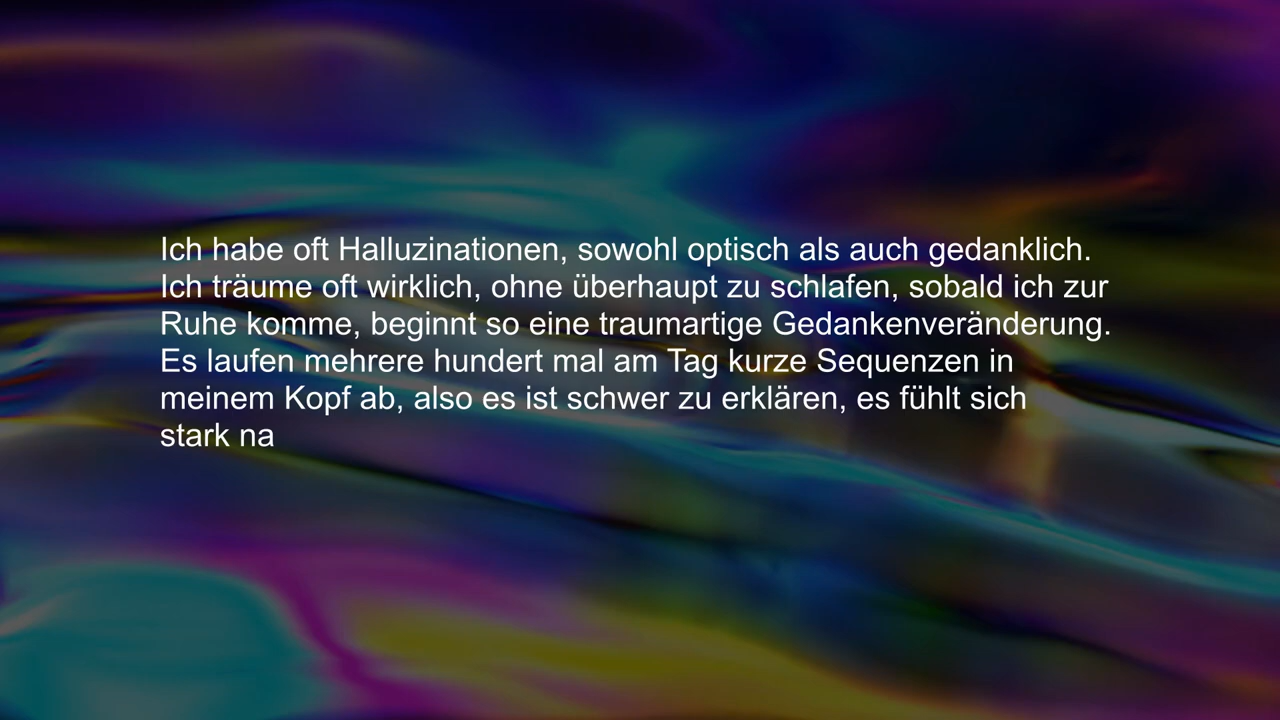 Ich habe oft Halluzinationen, sowohl optisch als auch gedanklich.
Ich träume oft wirklich, ohne überhaupt zu schlafen, sobald ich zur
Ruhe komme, beginnt so eine traumartige Gedankenveränderung.
Es laufen mehrere hundert mal am Tag kurze Sequenzen in
meinem Kopf ab, also es ist schwer zu erklären, es fühlt sich
stark na